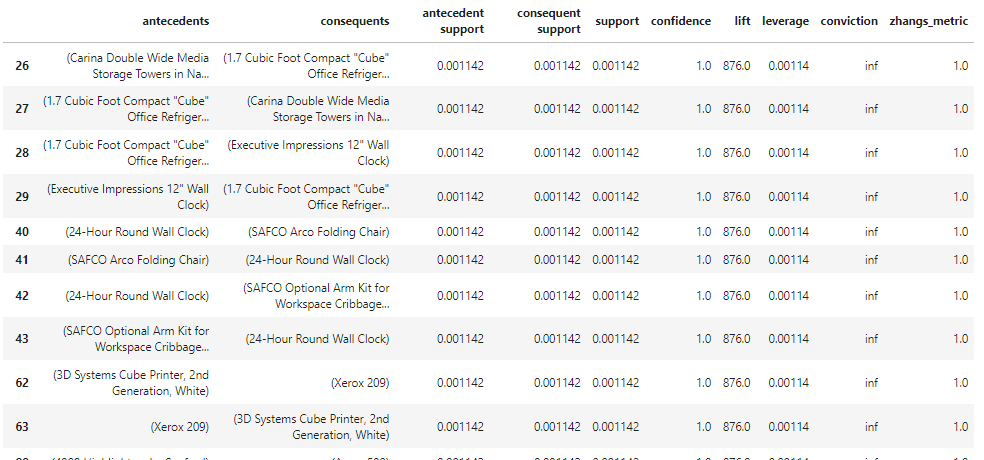 antecedents consequents antecedent support consequent support support confidence lift leverage conviction zhangs_metric
26 (Carina Double Wide Media Storage Towers in Na... (1.7 Cubic Foot Compact "Cube" Office Refriger... 0.001142 0.001142 0.001142 1.0 876.0 0.00114 inf 1.0
27 (1.7 Cubic Foot Compact "Cube" Office Refriger... (Carina Double Wide Media Storage Towers in Na... 0.001142 0.001142 0.001142 1.0 876.0 0.00114 inf 1.0
28 (1.7 Cubic Foot Compact "Cube" Office Refriger... (Executive Impressions 12" Wall Clock) 0.001142 0.001142 0.001142 1.0 876.0 0.00114 inf 1.0
29 (Executive Impressions 12" Wall Clock) (1.7 Cubic Foot Compact "Cube" Office Refriger... 0.001142 0.001142 0.001142 1.0 876.0 0.00114 inf 1.0
40 (24-Hour Round Wall Clock) (SAFCO Arco Folding Chair) 0.001142 0.001142 0.001142 1.0 876.0 0.00114 inf 1.0
41 (SAFCO Arco Folding Chair) (24-Hour Round Wall Clock) 0.001142 0.001142 0.001142 1.0 876.0 0.00114 inf 1.0
42 (24-Hour Round Wall Clock) (SAFCO Optional Arm Kit for Workspace Cribbage... 0.001142 0.001142 0.001142 1.0 876.0 0.00114 inf 1.0
43 (SAFCO Optional Arm Kit for Workspace Cribbage... (24-Hour Round Wall Clock) 0.001142 0.001142 0.001142 1.0 876.0 0.00114 inf 1.0
62 (3D Systems Cube Printer, 2nd Generation, White) (Xerox 209) 0.001142 0.001142 0.001142 1.0 876.0 0.00114 inf 1.0
63 (Xerox 209) (3D Systems Cube Printer, 2nd Generation, White) 0.001142 0.001142 0.001142 1.0 876.0 0.00114 inf 1.0